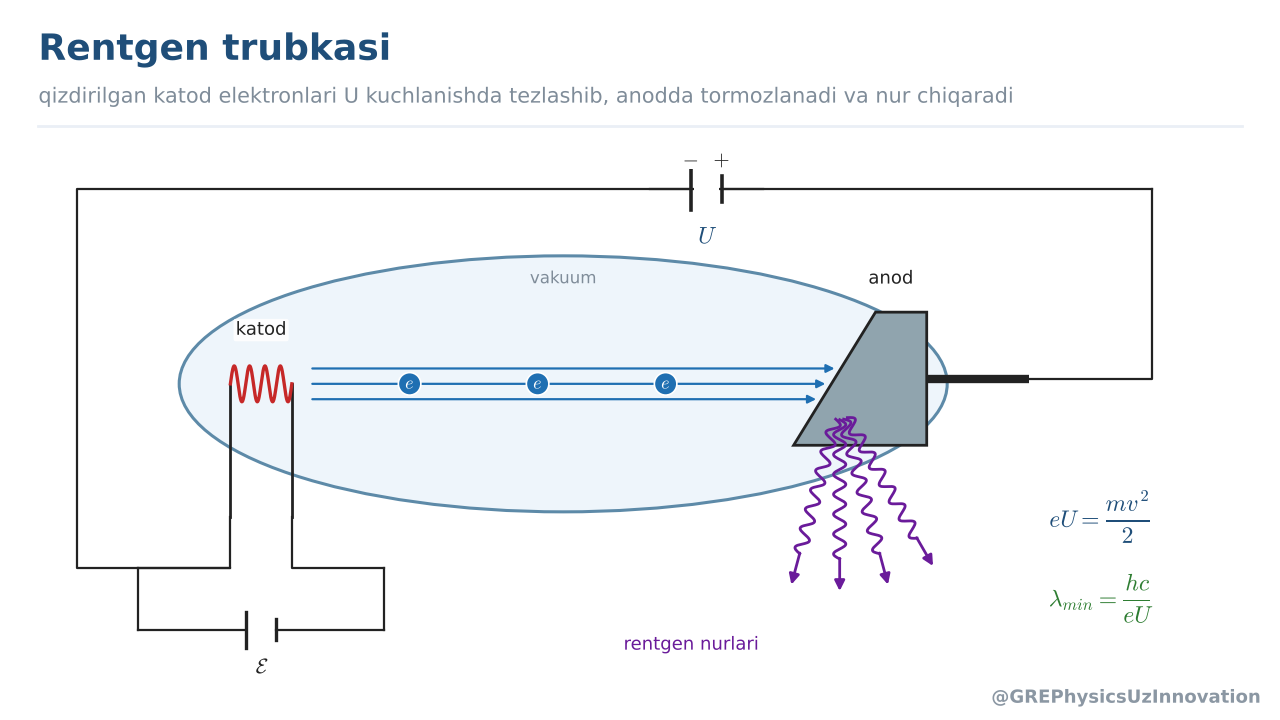 Rentgen trubkasi
qizdirilgan katod elektronlari U kuchlanishda tezlashib, anodda tormozlanadi va nur chiqaradi
− +
U
vakuum
anod
katod
e e e
eU = mv²/2
λmin = hc/eU
rentgen nurlari
ℰ
@GREPhysicsUzInnovation